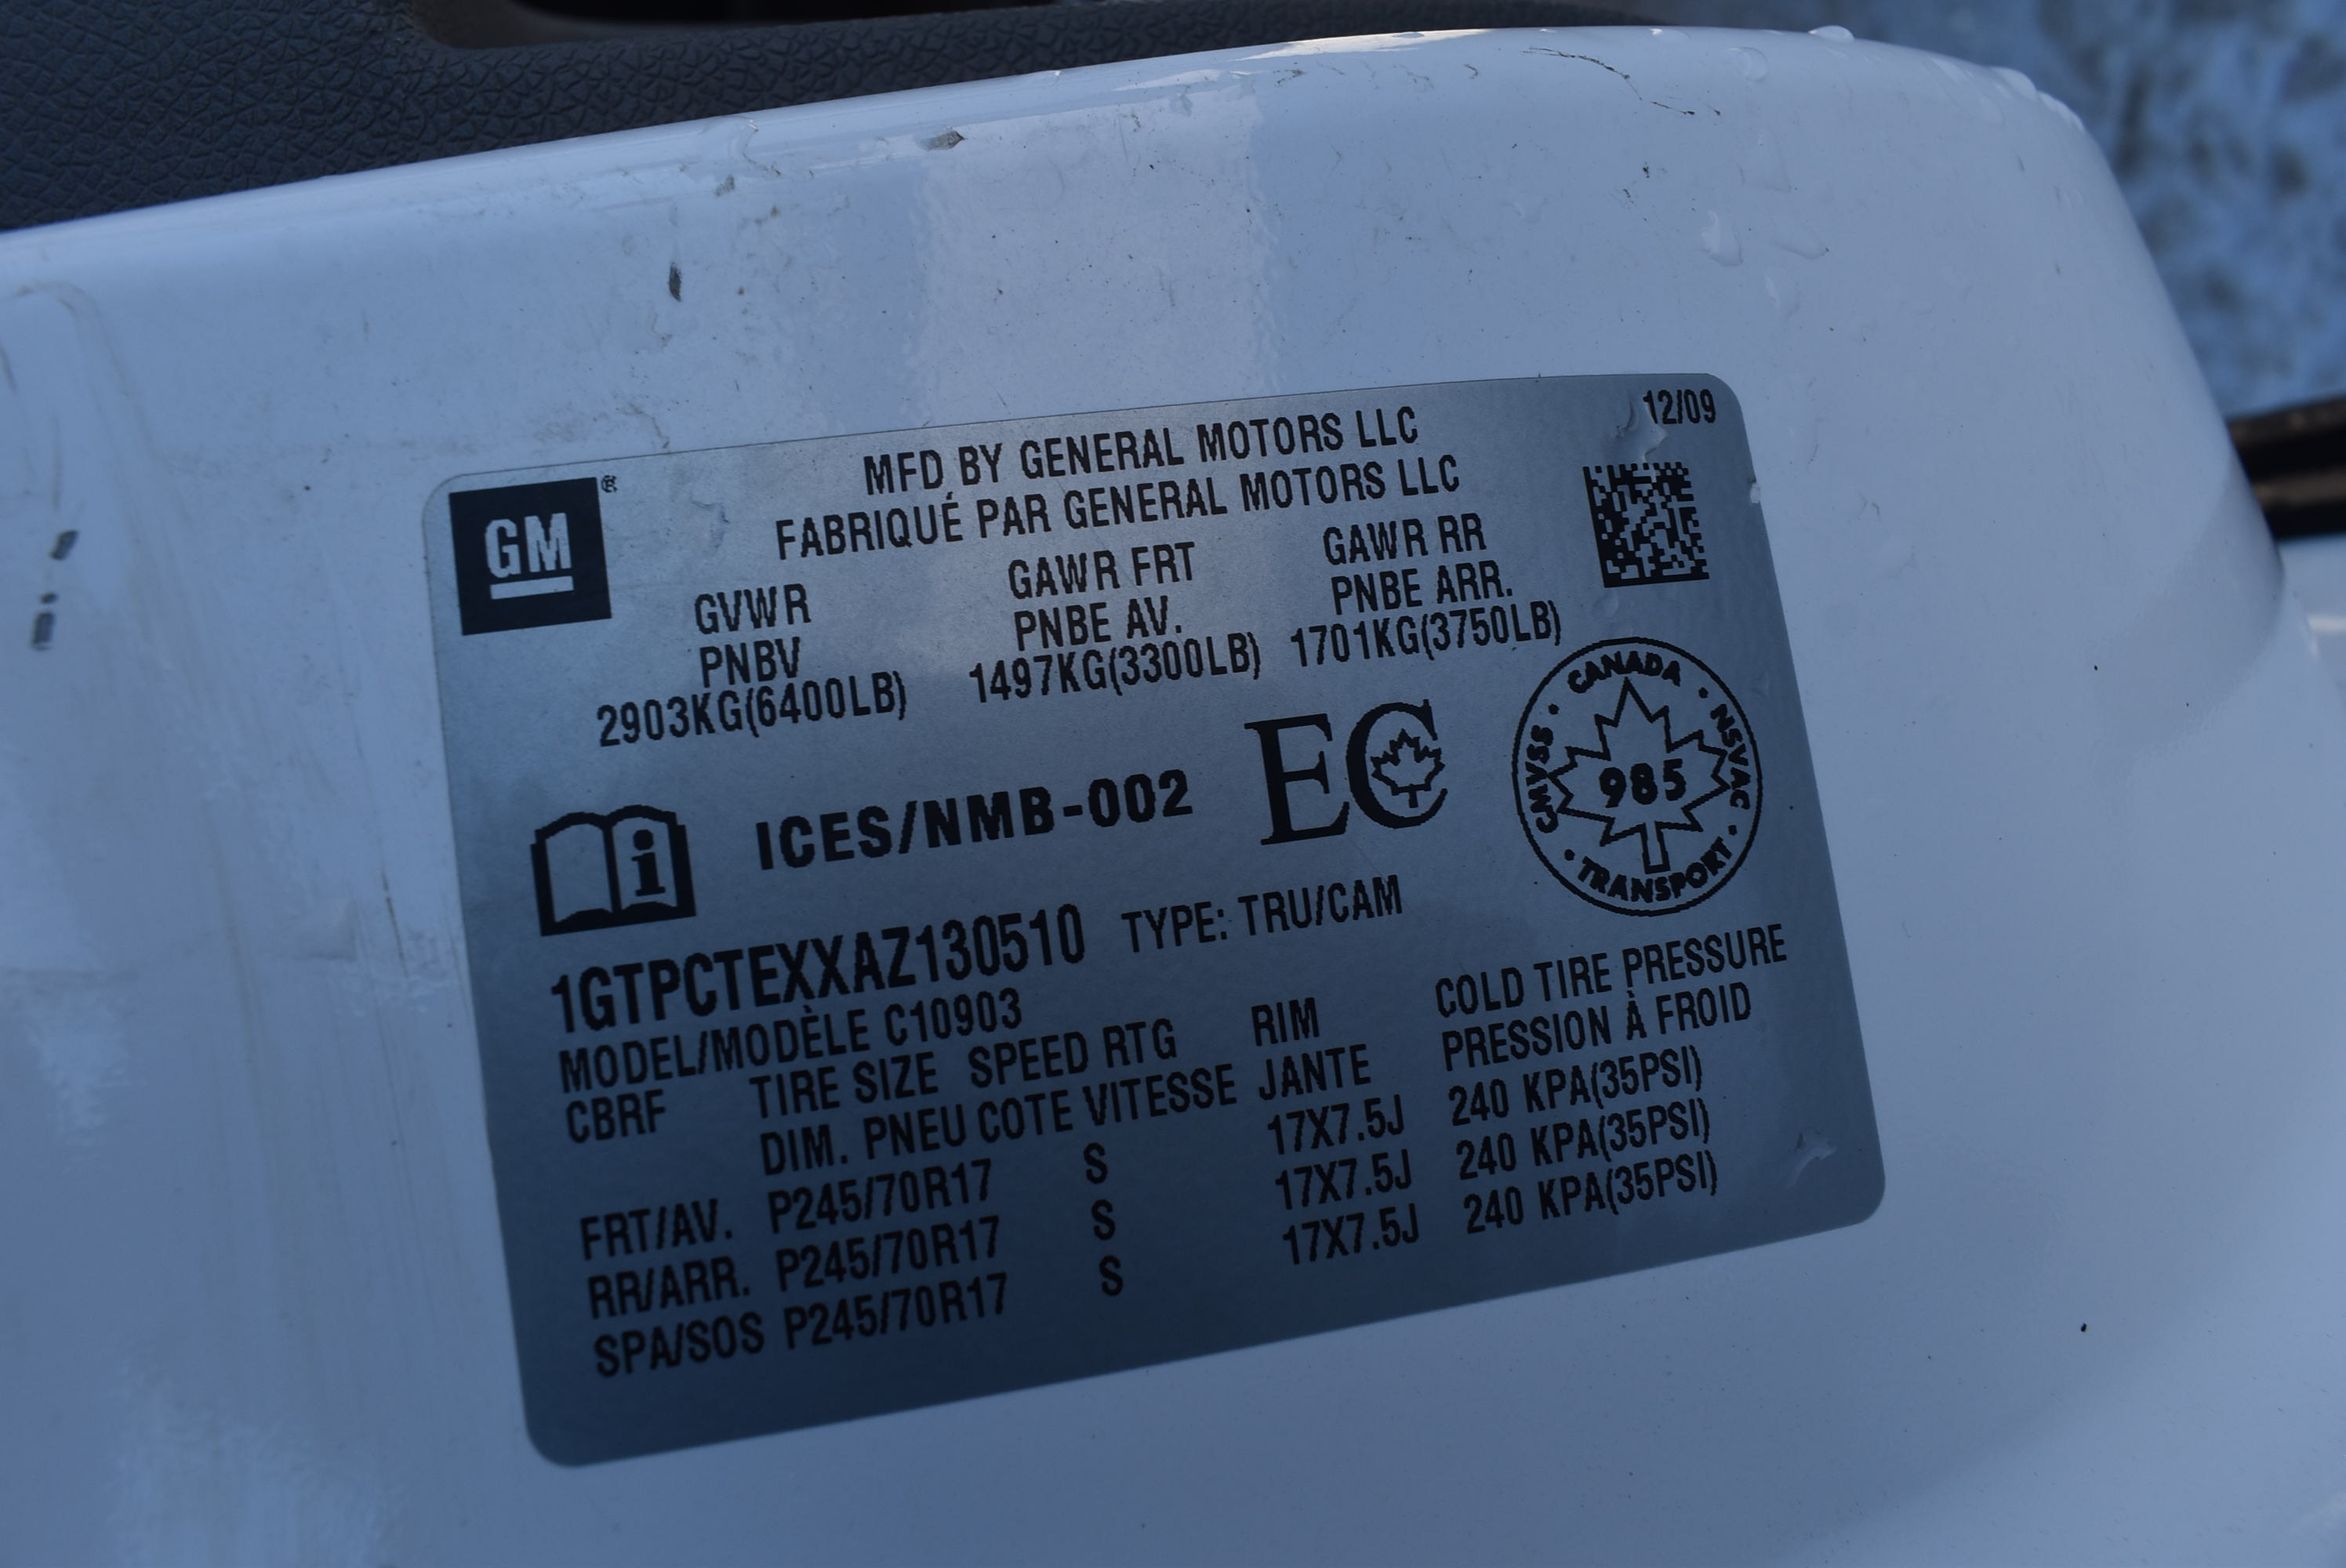 12/09
GM ®
MFD BY GENERAL MOTORS LLC
FABRIQUÉ PAR GENERAL MOTORS LLC
GVWR GAWR FRT GAWR RR
PNBV PNBE AV. PNBE ARR.
2903KG(6400LB) 1497KG(3300LB) 1701KG(3750LB)
i ICES/NMB-002 EC
CANADA · NSVAC · TRANSPORT · CMVSS ·
985
1GTPCTEXXAZ130510 TYPE: TRU/CAM
MODEL/MODÈLE C10903
CBRF TIRE SIZE SPEED RTG RIM COLD TIRE PRESSURE
DIM. PNEU COTE VITESSE JANTE PRESSION À FROID
FRT/AV. P245/70R17 S 17X7.5J 240 KPA(35PSI)
RR/ARR. P245/70R17 S 17X7.5J 240 KPA(35PSI)
SPA/SOS P245/70R17 S 17X7.5J 240 KPA(35PSI)